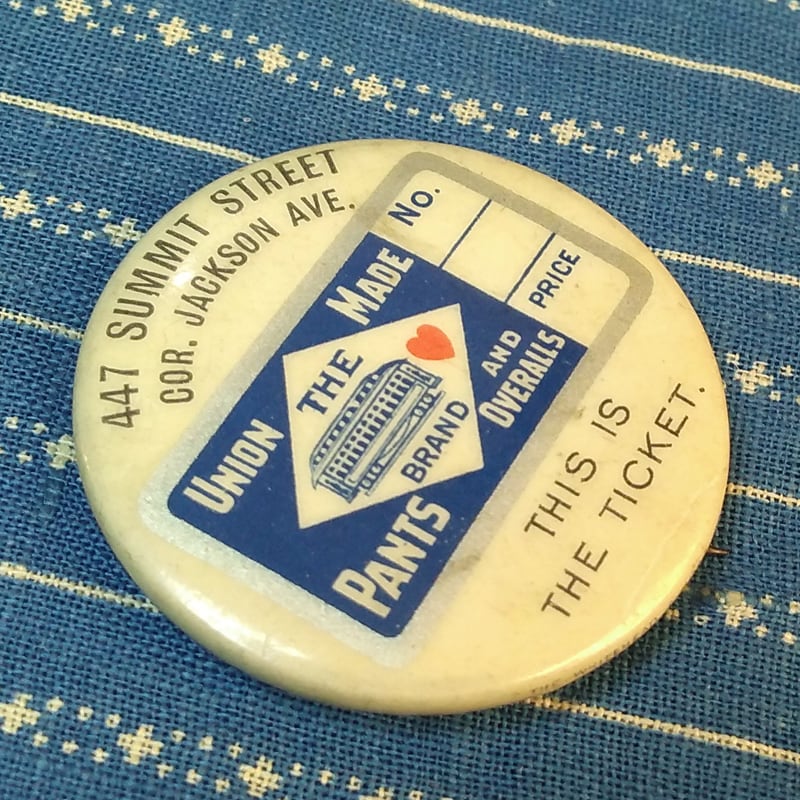 447 SUMMIT STREET
COR. JACKSON AVE.
No.
PRICE
UNION MADE
THE
BRAND
PANTS AND OVERALLS
THIS IS
THE TICKET.